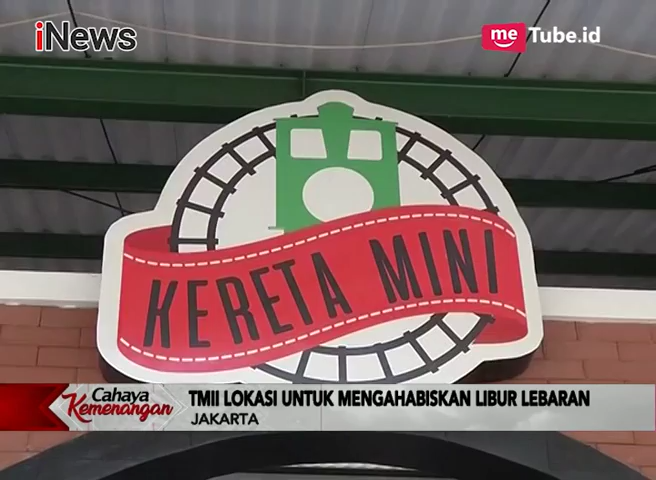 iNews
me Tube.id
KERETA MINI
Cahaya
Kemenangan
TMII LOKASI UNTUK MENGAHABISKAN LIBUR LEBARAN
JAKARTA